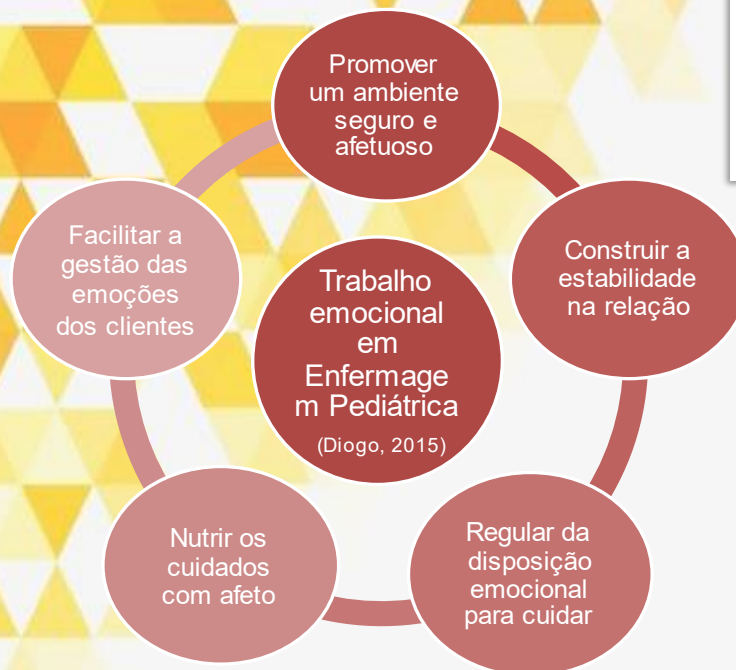 Promover
um ambiente
seguro e
afetuoso
Construir a
estabilidade
na relação
Regular da
disposição
emocional
para cuidar
Nutrir os
cuidados
com afeto
Facilitar a
gestão das
emoções
dos clientes
Trabalho
emocional
em
Enfermage
m Pediátrica
(Diogo, 2015)